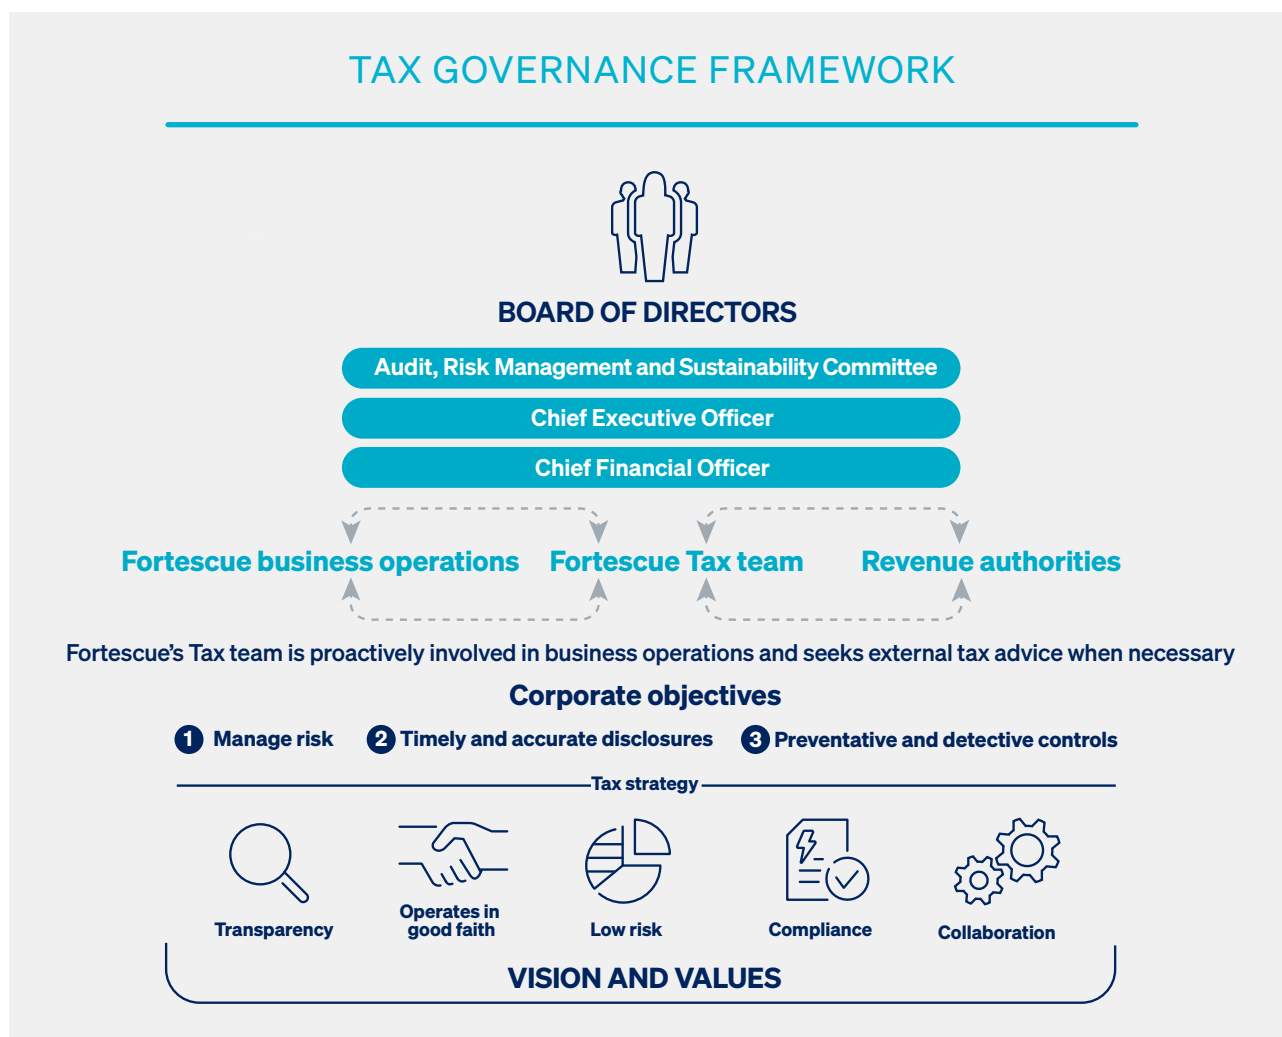 TAX GOVERNANCE FRAMEWORK
BOARD OF DIRECTORS
Audit, Risk Management and Sustainability Committee
Chief Executive Officer
Chief Financial Officer
Fortescue business operations
Fortescue Tax team
Revenue authorities
Fortescue’s Tax team is proactively involved in business operations and seeks external tax advice when necessary
Corporate objectives
1 Manage risk
2 Timely and accurate disclosures
3 Preventative and detective controls
Tax strategy
Transparency
Operates in
good faith
Low risk
Compliance
Collaboration
VISION AND VALUES